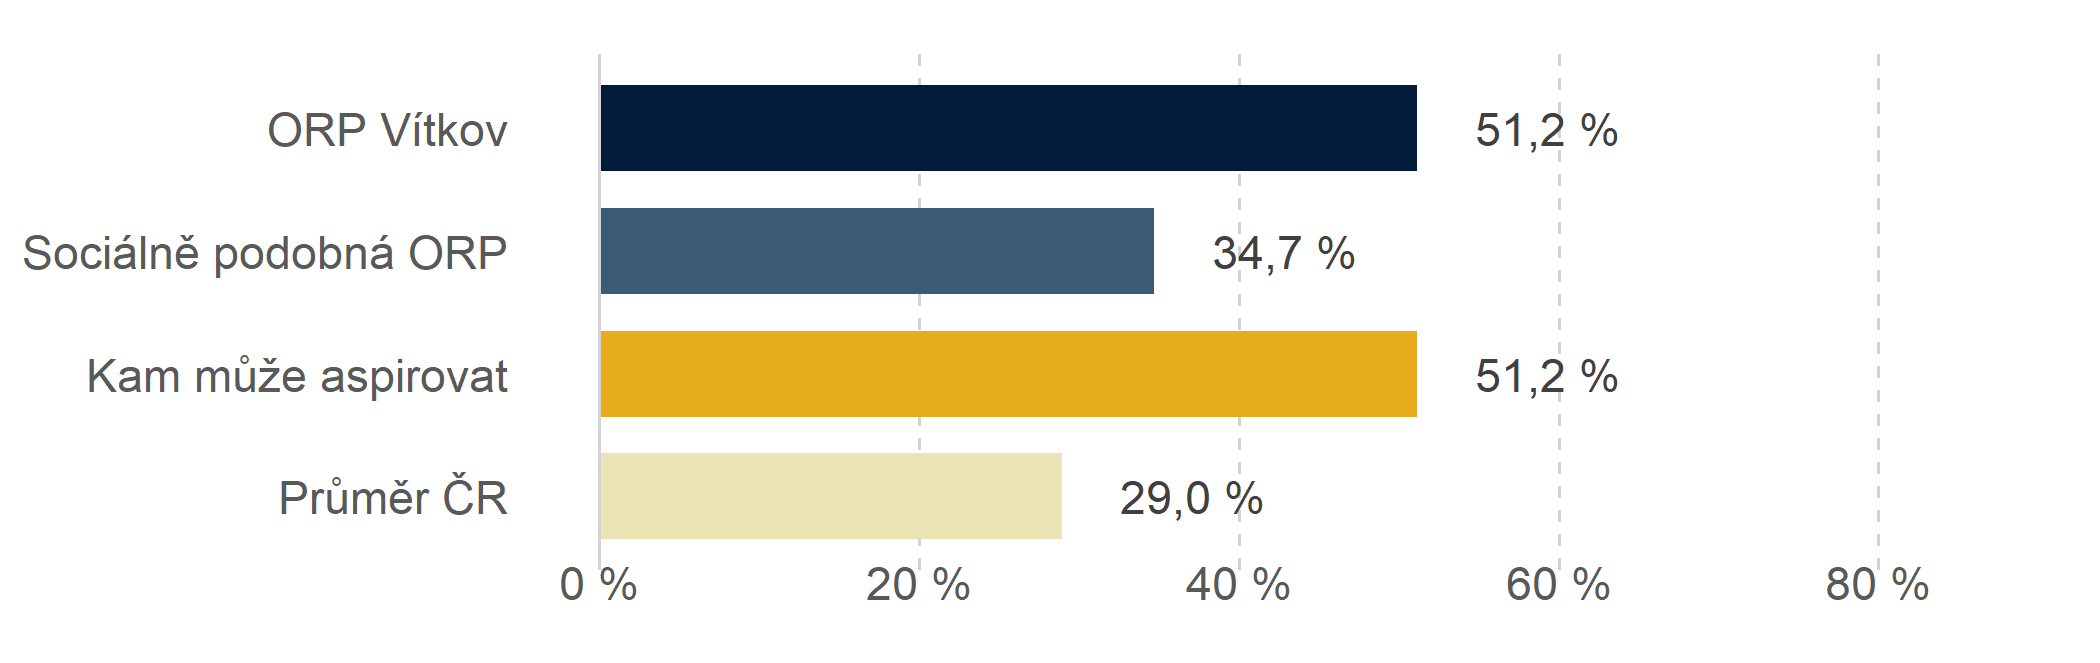 ORP Vítkov
51,2 %
Sociálně podobná ORP
34,7 %
Kam může aspirovat
51,2 %
Průměr ČR
29,0 %
0 %
20 %
40 %
60 %
80 %